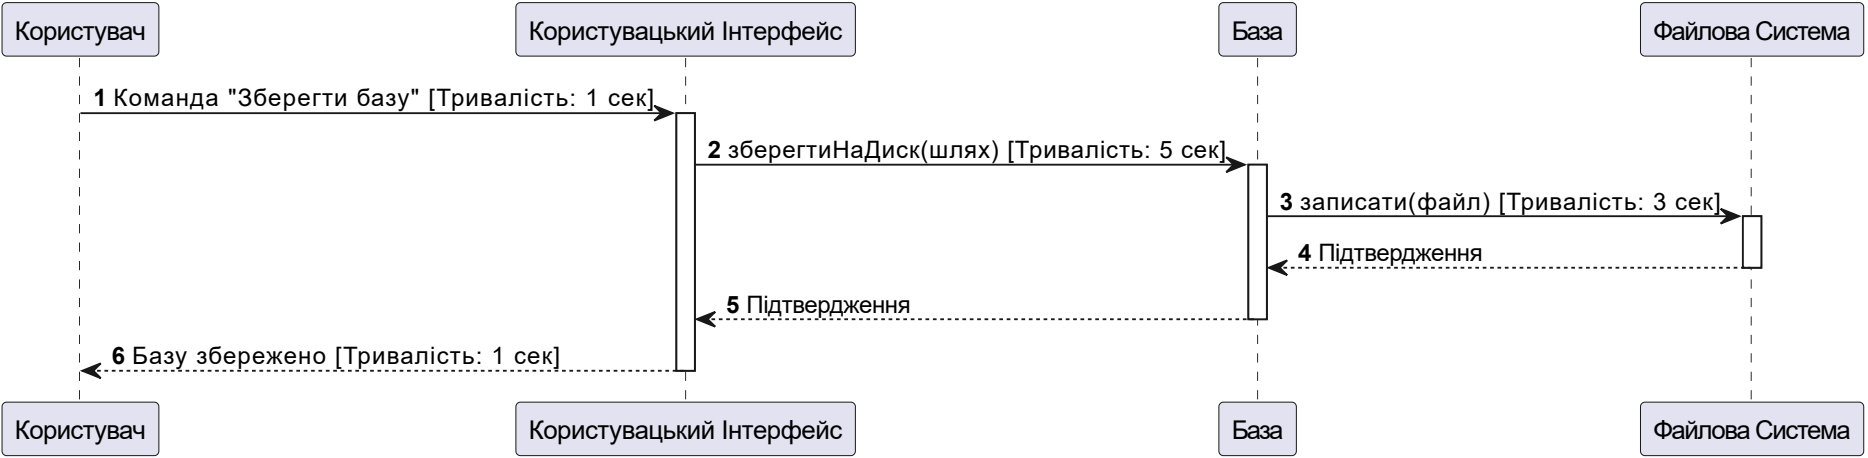 Користувач
Користувацький Інтерфейс
База
Файлова Система
1 Команда "Зберегти базу" [Тривалість: 1 сек]
2 зберегтиНаДиск(шлях) [Тривалість: 5 сек]
3 записати(файл) [Тривалість: 3 сек]
4 Підтвердження
5 Підтвердження
6 Базу збережено [Тривалість: 1 сек]
Користувач
Користувацький Інтерфейс
База
Файлова Система